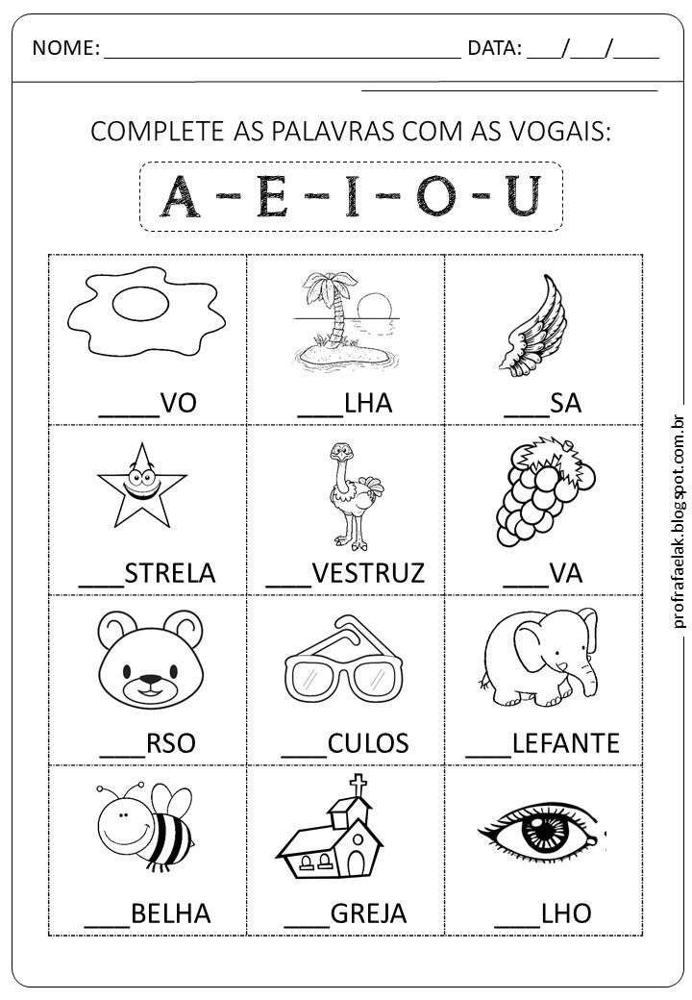 NOME: ______________________________ DATA: ___/___/____
COMPLETE AS PALAVRAS COM AS VOGAIS:
A - E - I - O - U
____VO ___LHA ___SA
___STRELA ___VESTRUZ ___VA
___RSO ___CULOS ___LEFANTE
___BELHA ___GREJA ___LHO
profrafaelak.blogspot.com.br